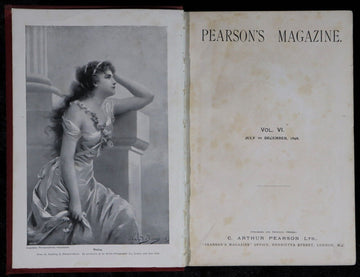 PEARSON'S MAGAZINE.
VOL. VI.
JULY TO DECEMBER, 1898.
C. ARTHUR PEARSON LTD.,
"PEARSON'S MAGAZINE" OFFICE, HENRIETTA STREET, LONDON, W.C.